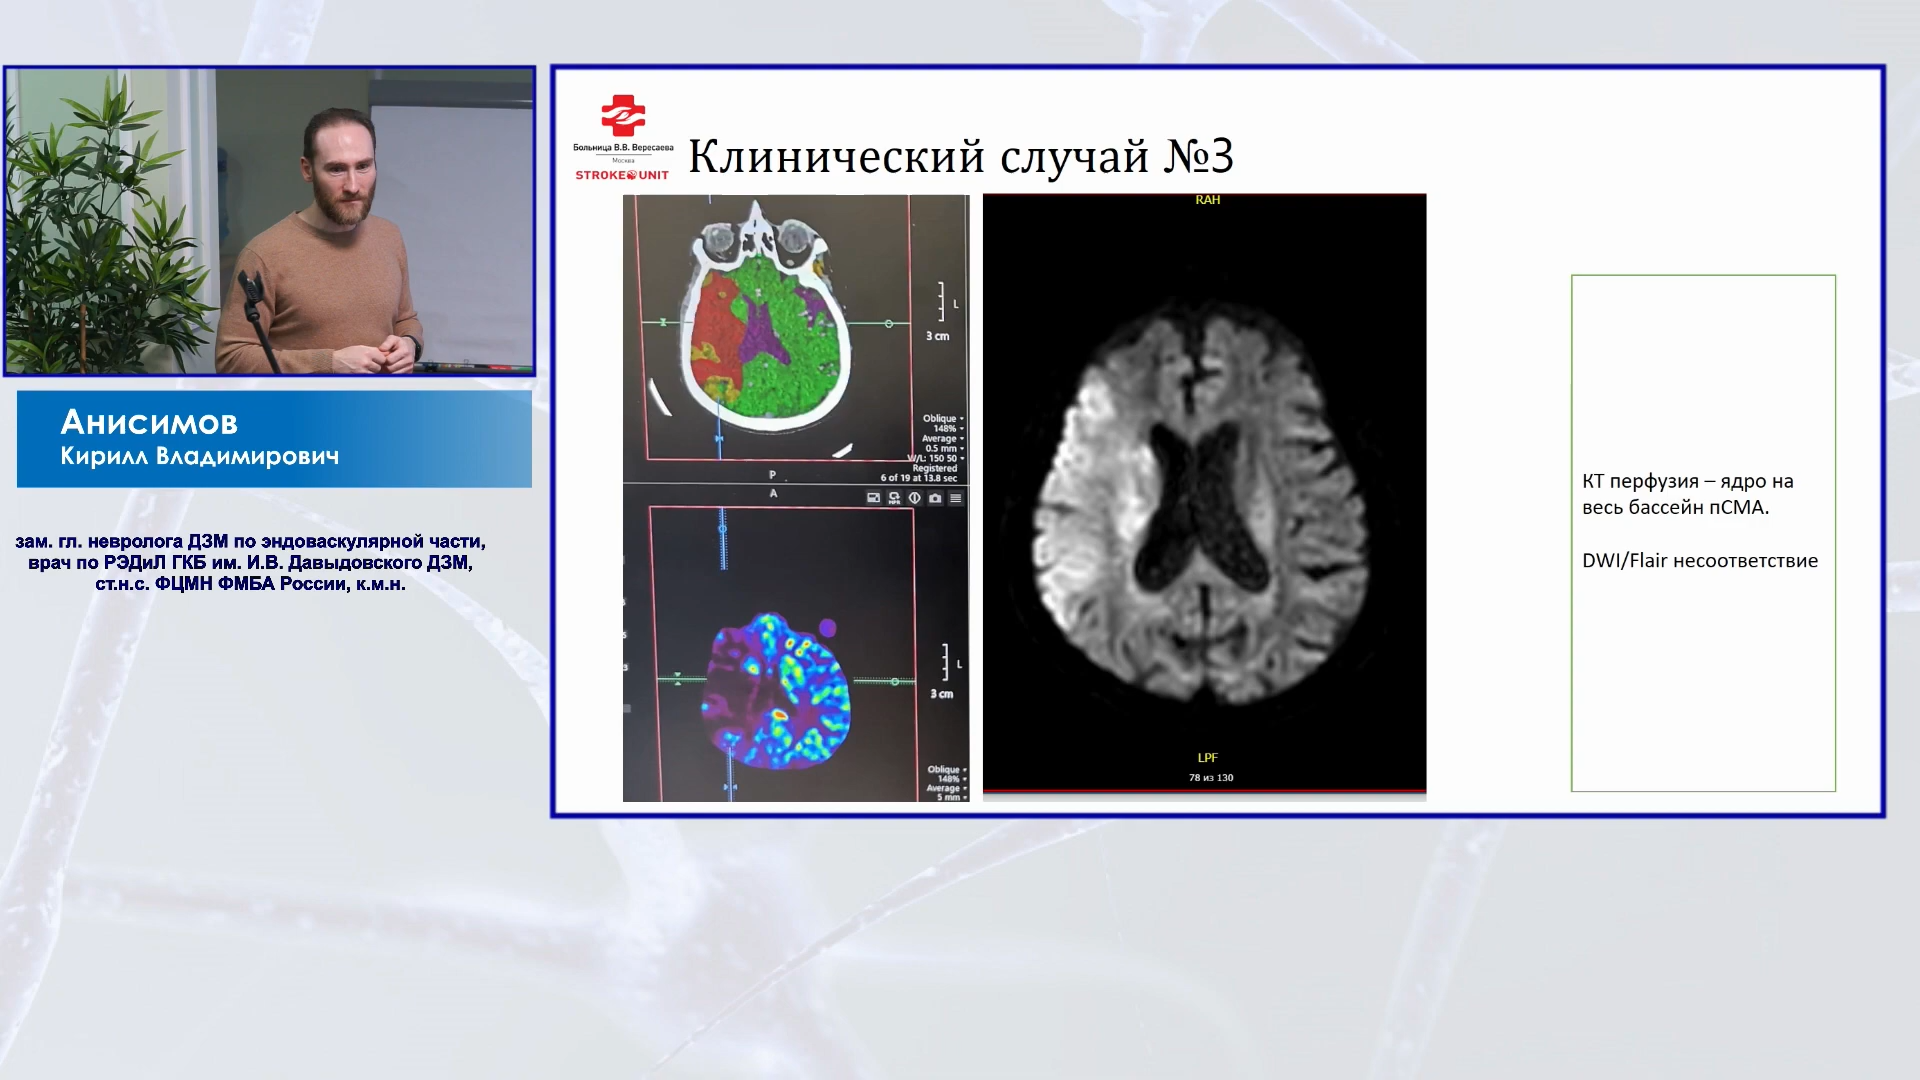 Анисимов
Кирилл Владимирович
зам. гл. невролога ДЗМ по эндоваскулярной части,
врач по РЭДиЛ ГКБ им. И.В. Давыдовского ДЗМ,
ст.н.с. ФЦМН ФМБА России, к.м.н.
Больница В.В. Вересаева
Москва
STROKE UNIT
Клинический случай №3
L
3 cm
Oblique
148%
Average
0.5 mm
W/L: 150 50
Registered
6 of 19 at 13.8 sec
P
A
L
3 cm
Oblique
148%
Average
5 mm
RAH
LPF
78 из 130
КТ перфузия – ядро на
весь бассейн пСМА.
DWI/Flair несоответствие